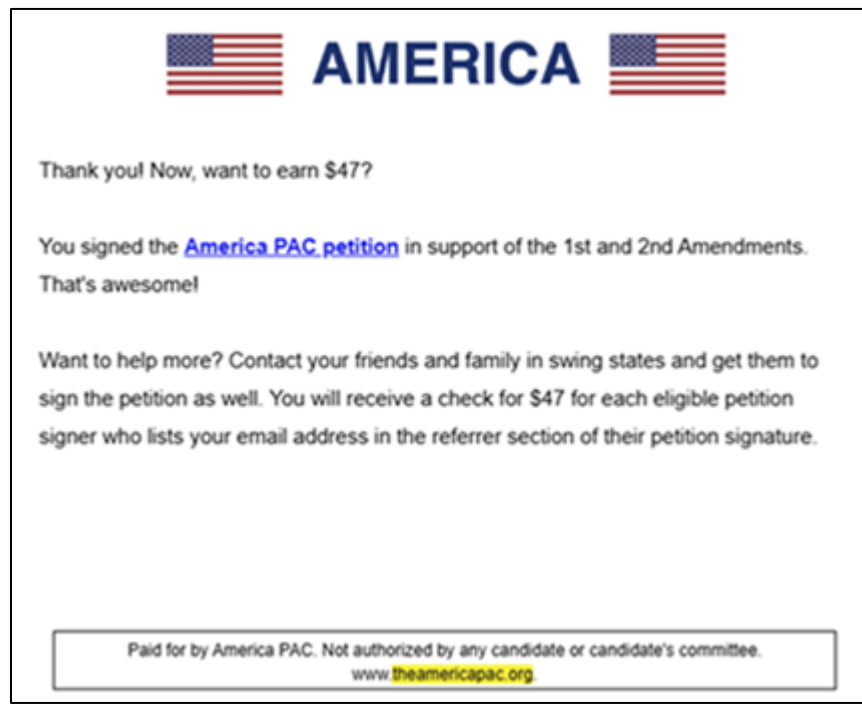 AMERICA
Thank you! Now, want to earn $47?
You signed the America PAC petition in support of the 1st and 2nd Amendments.
That's awesome!
Want to help more? Contact your friends and family in swing states and get them to
sign the petition as well. You will receive a check for $47 for each eligible petition
signer who lists your email address in the referrer section of their petition signature.
Paid for by America PAC. Not authorized by any candidate or candidate's committee.
www.theamericapac.org.